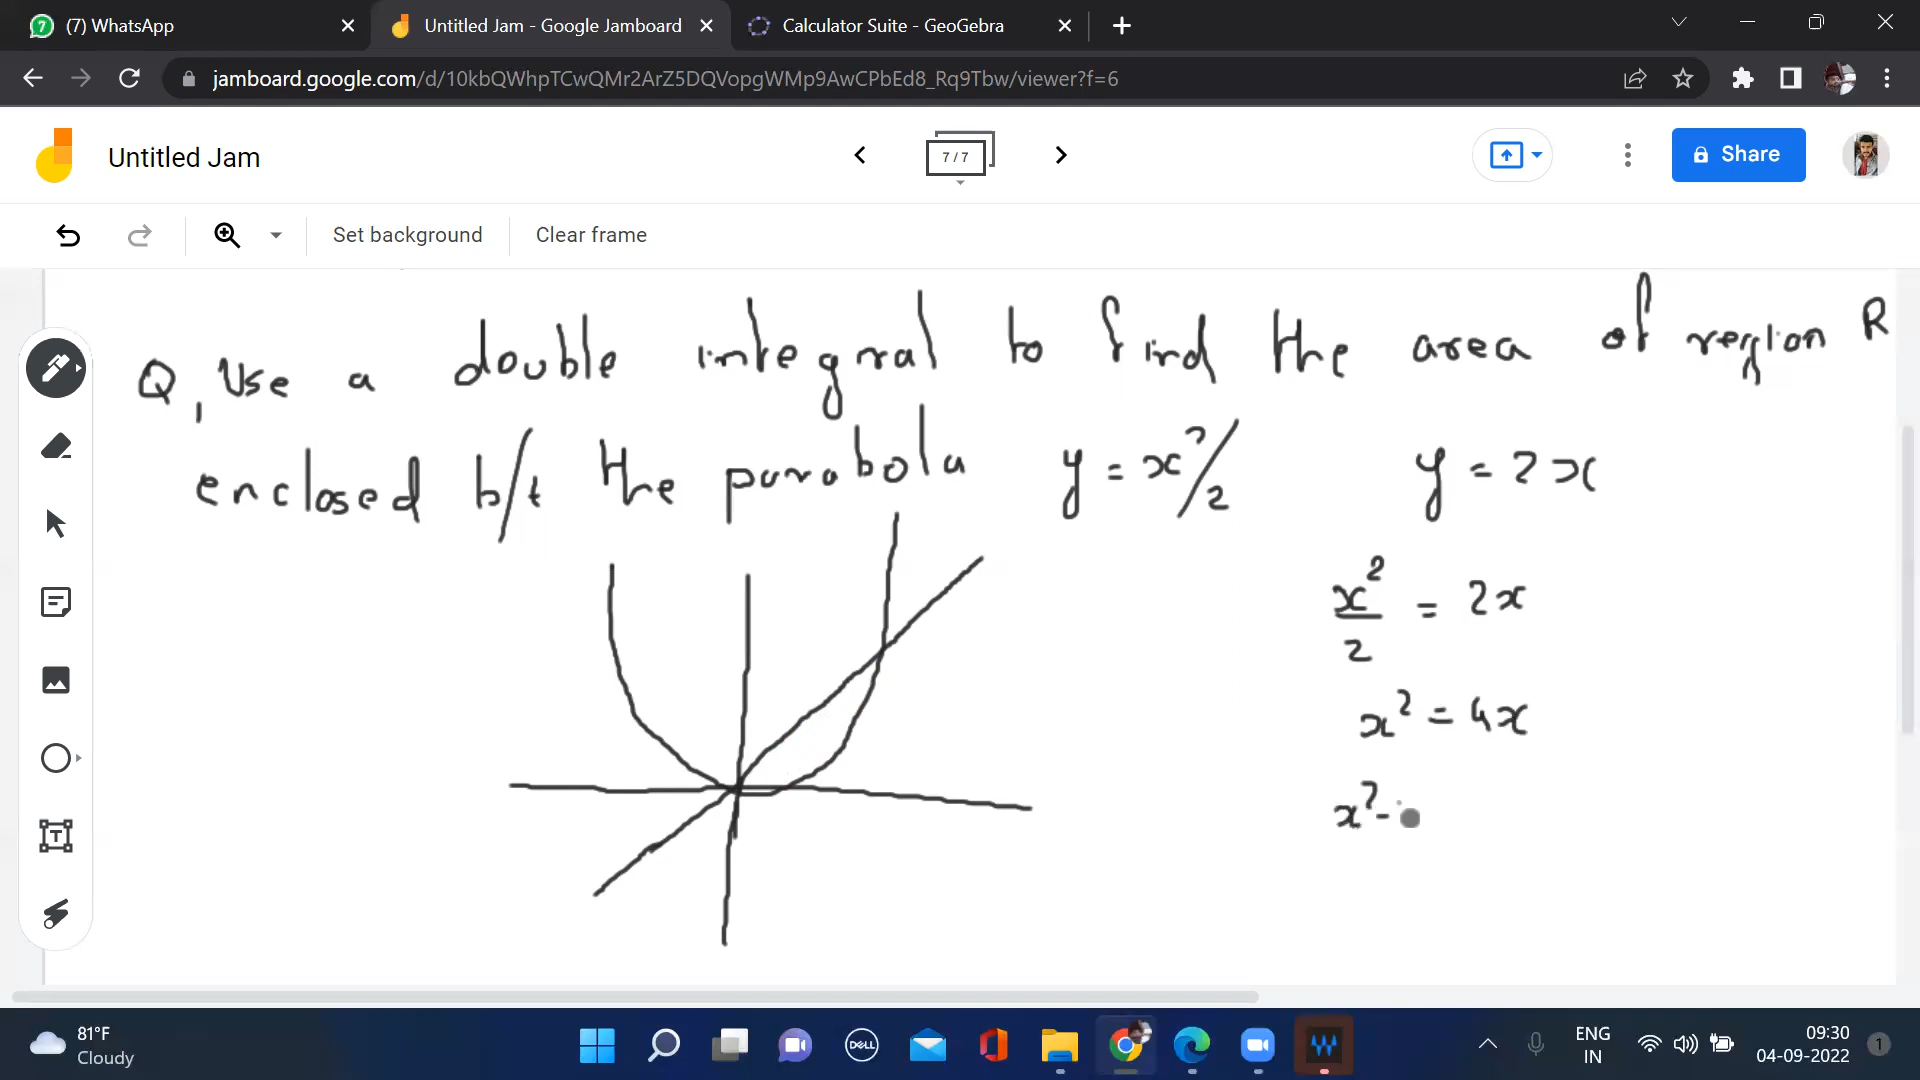 (7) WhatsApp
Untitled Jam - Google Jamboard
Calculator Suite - GeoGebra
jamboard.google.com/d/10kbQWhpTCwQMr2ArZ5DQVopgWMp9AwCPbEd8_Rq9Tbw/viewer?f=6
Untitled Jam
7 / 7
Share
Set background
Clear frame
Q, Use a double integral to find the area of region R
enclosed b/t the parabola y = x²/2 y = 2x
x²/2 = 2x
x² = 4x
x² -
81°F
Cloudy
DELL
ENG
IN
09:30
04-09-2022
1